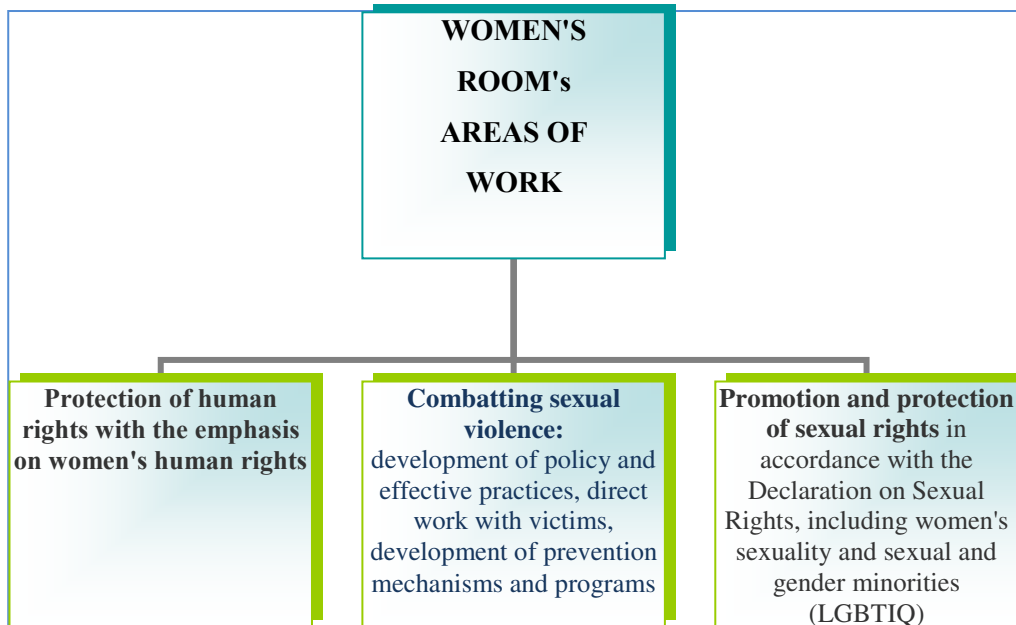 WOMEN'S
ROOM's
AREAS OF
WORK
Protection of human
rights with the emphasis
on women's human rights
Combatting sexual
violence:
development of policy and
effective practices, direct
work with victims,
development of prevention
mechanisms and programs
Promotion and protection
of sexual rights in
accordance with the
Declaration on Sexual
Rights, including women's
sexuality and sexual and
gender minorities
(LGBTIQ)